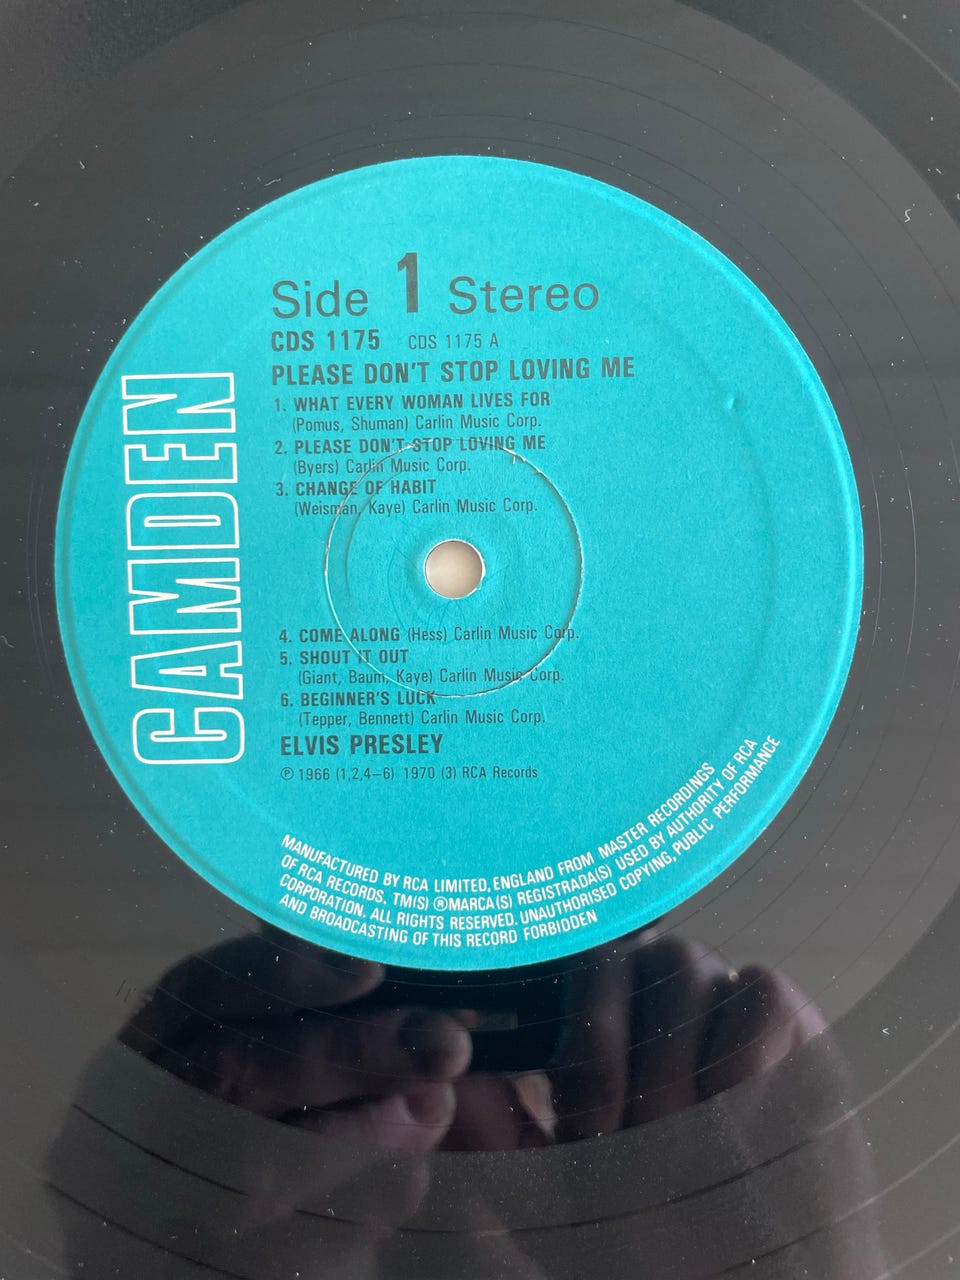 CAMDEN
Side 1 Stereo
CDS 1175 CDS 1175 A
PLEASE DON'T STOP LOVING ME
1. WHAT EVERY WOMAN LIVES FOR
(Pomus, Shuman) Carlin Music Corp.
2. PLEASE DON'T STOP LOVING ME
(Byers) Carlin Music Corp.
3. CHANGE OF HABIT
(Weisman, Kaye) Carlin Music Corp.
4. COME ALONG (Hess) Carlin Music Corp.
5. SHOUT IT OUT
(Giant, Baum, Kaye) Carlin Music Corp.
6. BEGINNER'S LUCK
(Tepper, Bennett) Carlin Music Corp.
ELVIS PRESLEY
℗ 1966 (1,2,4–6) 1970 (3) RCA Records
MANUFACTURED BY RCA LIMITED, ENGLAND FROM MASTER RECORDINGS
OF RCA RECORDS, TM(S) ®MARCA(S) REGISTRADA(S) USED BY AUTHORITY OF RCA
CORPORATION. ALL RIGHTS RESERVED. UNAUTHORISED COPYING, PUBLIC PERFORMANCE
AND BROADCASTING OF THIS RECORD FORBIDDEN